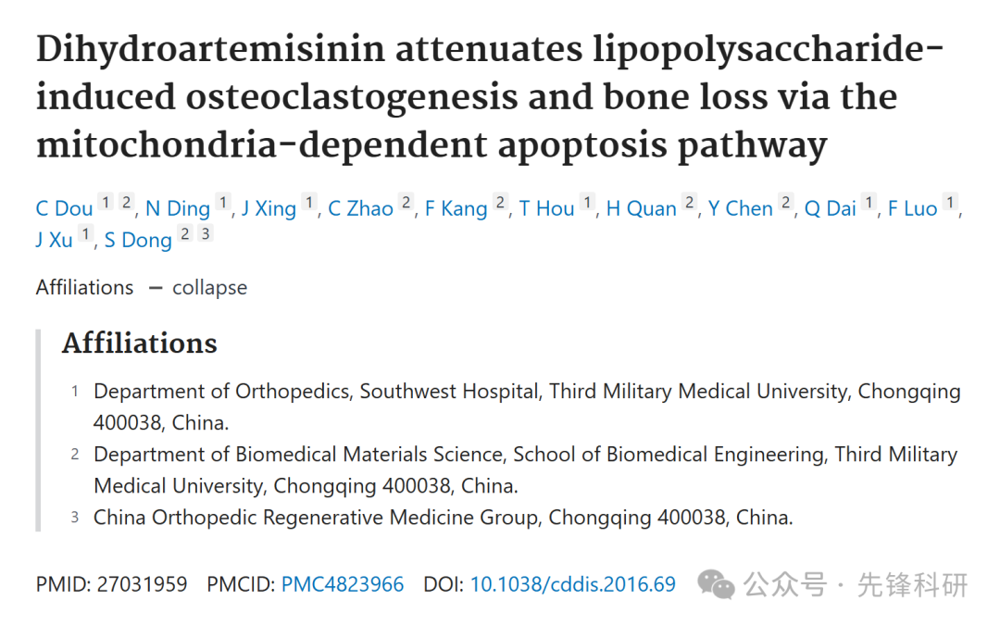 Dihydroartemisinin attenuates lipopolysaccharide-
induced osteoclastogenesis and bone loss via the
mitochondria-dependent apoptosis pathway
C Dou 1 2, N Ding 1, J Xing 1, C Zhao 2, F Kang 2, T Hou 1, H Quan 2, Y Chen 2, Q Dai 1, F Luo 1,
J Xu 1, S Dong 2 3
Affiliations – collapse
Affiliations
1 Department of Orthopedics, Southwest Hospital, Third Military Medical University, Chongqing
400038, China.
2 Department of Biomedical Materials Science, School of Biomedical Engineering, Third Military
Medical University, Chongqing 400038, China.
3 China Orthopedic Regenerative Medicine Group, Chongqing 400038, China.
PMID: 27031959 PMCID: PMC4823966 DOI: 10.1038/cddis.2016.69 公众号 · 先锋科研